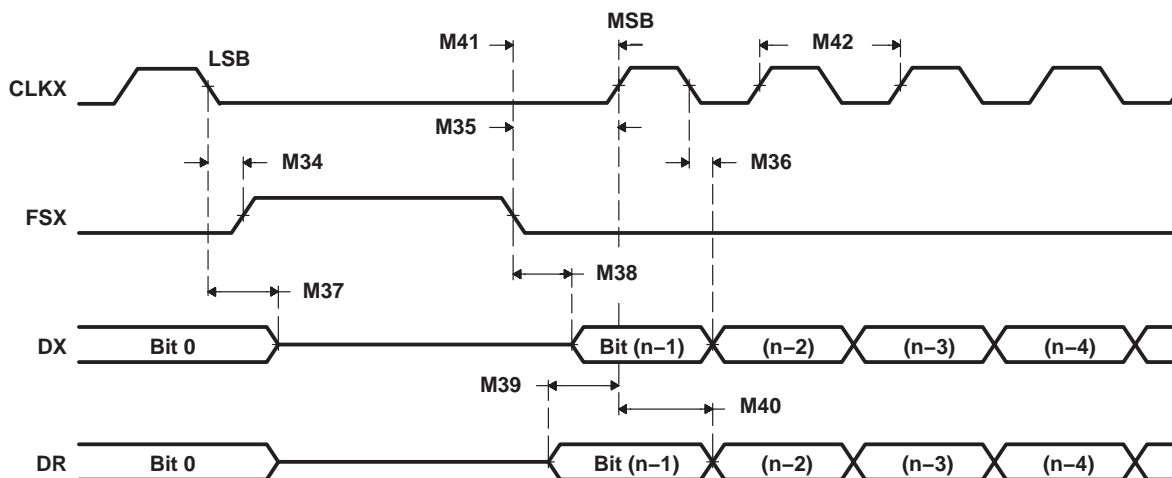 MSB
M41
M42
LSB
CLKX
M35
M34
M36
FSX
M38
M37
DX Bit 0 Bit (n−1) (n−2) (n−3) (n−4)
M39
M40
DR Bit 0 Bit (n−1) (n−2) (n−3) (n−4)